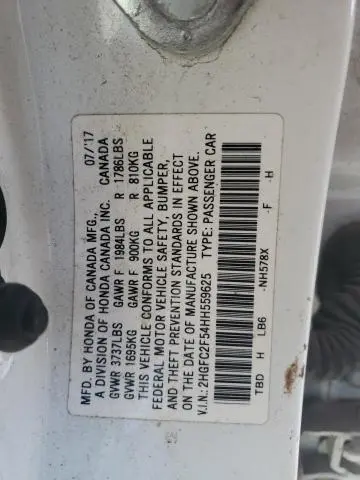 MFD. BY HONDA OF CANADA MFG., 07/'17
A DIVISION OF HONDA CANADA INC. CANADA
GVWR 3737LBS GAWR F 1984LBS R 1786LBS
GVWR 1695KG GAWR F 900KG R 810KG
THIS VEHICLE CONFORMS TO ALL APPLICABLE
FEDERAL MOTOR VEHICLE SAFETY, BUMPER,
AND THEFT PREVENTION STANDARDS IN EFFECT
ON THE DATE OF MANUFACTURE SHOWN ABOVE.
V.I.N.: 2HGFC2F54HH559625 TYPE: PASSENGER CAR
TBD H LB6 -NH578X -F -H